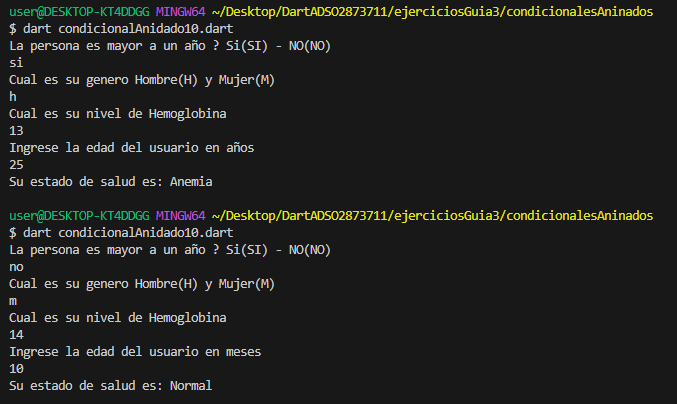 user@DESKTOP-KT4DDGG MINGW64 ~/Desktop/DartADSO2873711/ejerciciosGuia3/condicionalesAninados
$ dart condicionalAnidado10.dart
La persona es mayor a un año ? Si(SI) - NO(NO)
si
Cual es su genero Hombre(H) y Mujer(M)
h
Cual es su nivel de Hemoglobina
13
Ingrese la edad del usuario en años
25
Su estado de salud es: Anemia
user@DESKTOP-KT4DDGG MINGW64 ~/Desktop/DartADSO2873711/ejerciciosGuia3/condicionalesAninados
$ dart condicionalAnidado10.dart
La persona es mayor a un año ? Si(SI) - NO(NO)
no
Cual es su genero Hombre(H) y Mujer(M)
m
Cual es su nivel de Hemoglobina
14
Ingrese la edad del usuario en meses
10
Su estado de salud es: Normal